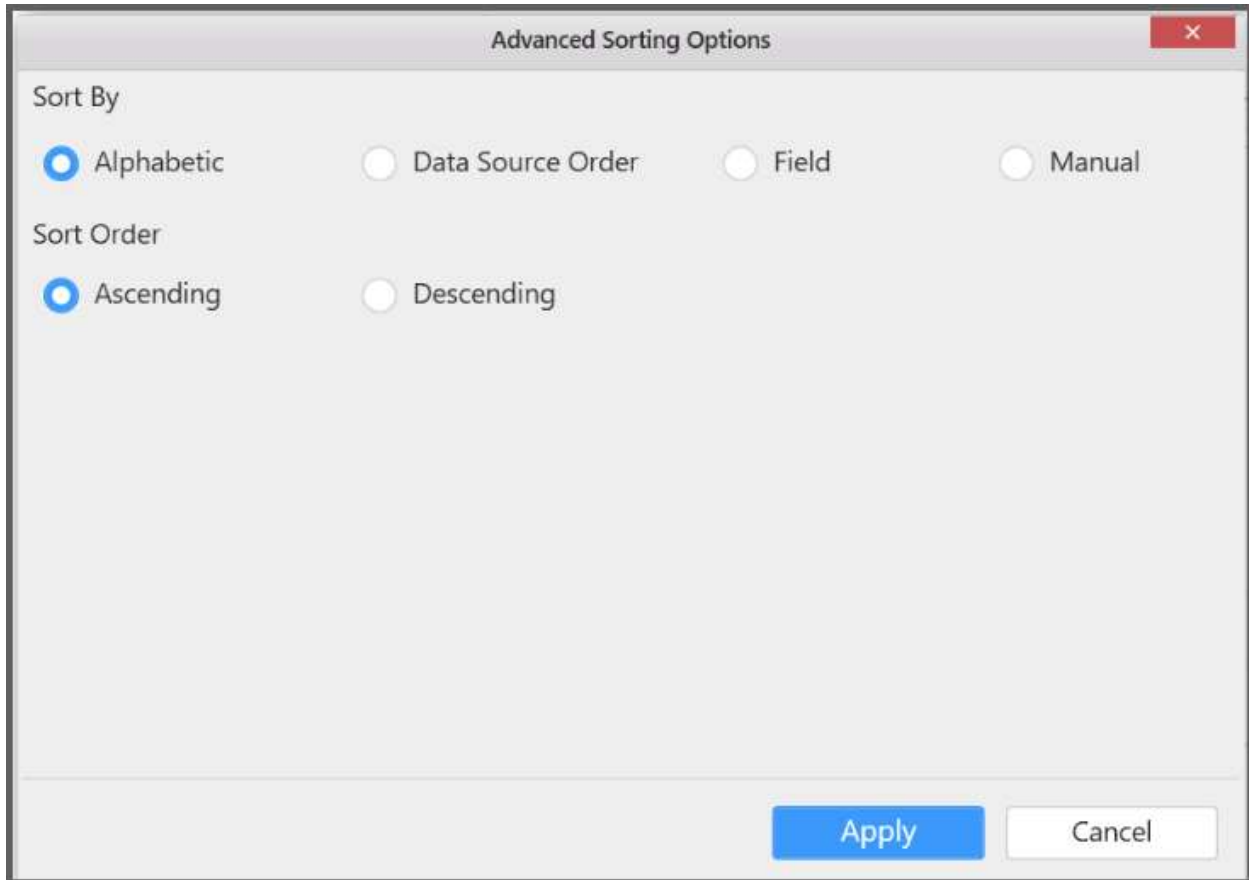 Advanced Sorting Options
Sort By
Alphabetic Data Source Order Field Manual
Sort Order
Ascending Descending
Apply Cancel